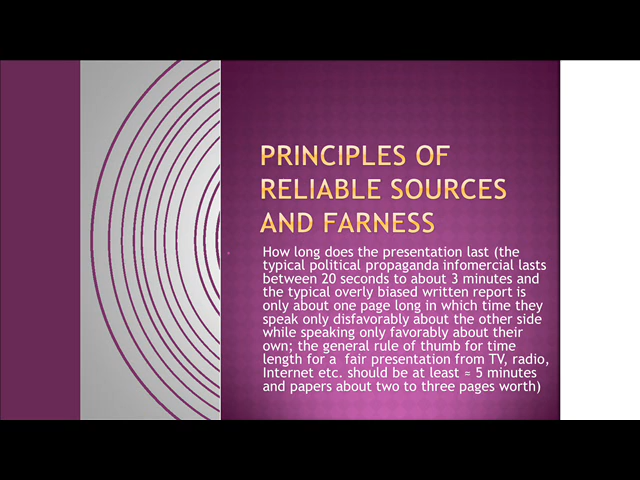 PRINCIPLES OF
RELIABLE SOURCES
AND FARNESS
How long does the presentation last (the
typical political propaganda infomercial lasts
between 20 seconds to about 3 minutes and
the typical overly biased written report is
only about one page long in which time they
speak only disfavorably about the other side
while speaking only favorably about their
own; the general rule of thumb for time
length for a  fair presentation from TV, radio,
Internet etc. should be at least ≈ 5 minutes
and papers about two to three pages worth)